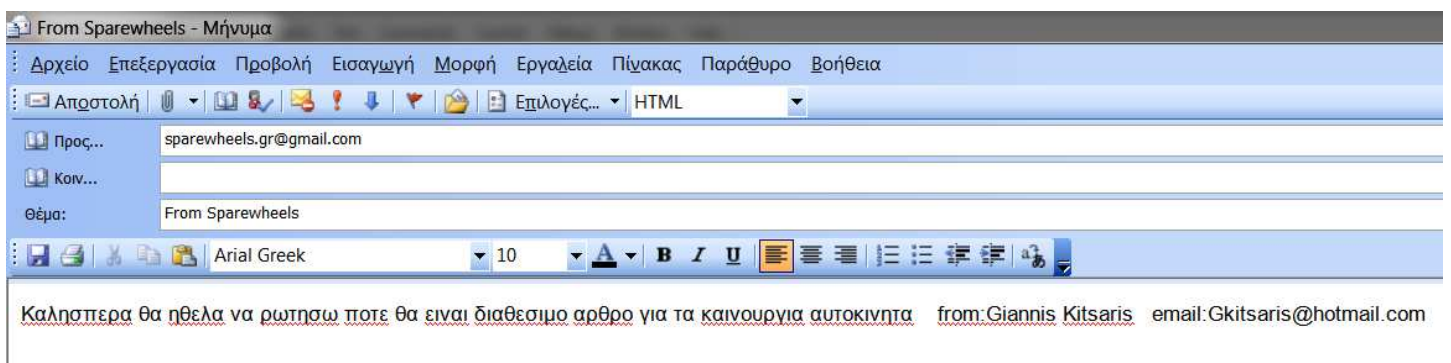 From Sparewheels - Μήνυμα
Αρχείο Επεξεργασία Προβολή Εισαγωγή Μορφή Εργαλεία Πίνακας Παράθυρο Βοήθεια
Αποστολή Επιλογές... HTML
Προς... sparewheels.gr@gmail.com
Κοιν...
Θέμα: From Sparewheels
Arial Greek 10 A B I U
Καλησπερα θα ηθελα να ρωτησω ποτε θα ειναι διαθεσιμο αρθρο για τα καινουργια αυτοκινητα from:Giannis Kitsaris email:Gkitsaris@hotmail.com